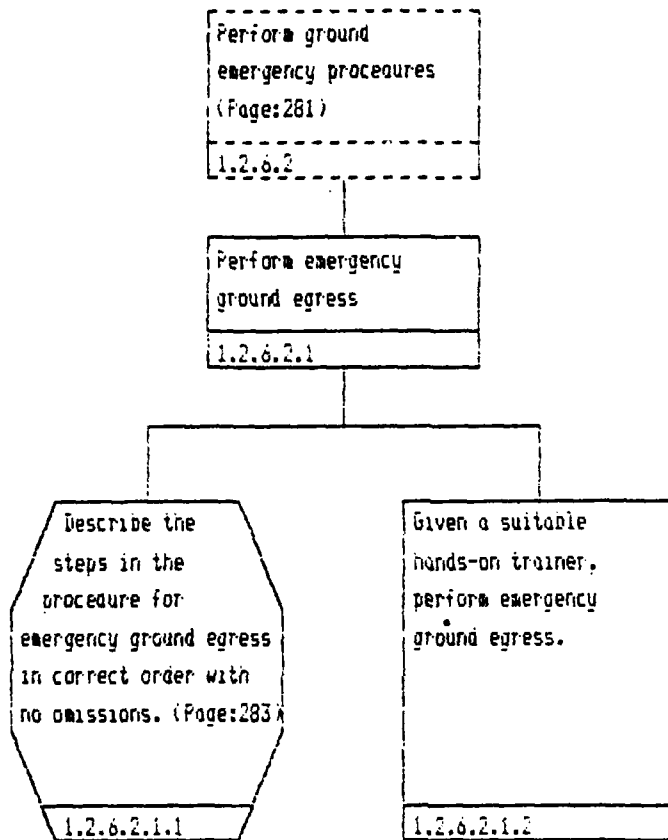 Perform ground
emergency procedures
(Page:281)
1.2.6.2
Perform emergency
ground egress
1.2.6.2.1
Describe the
steps in the
procedure for
emergency ground egress
in correct order with
no omissions. (Page:283)
1.2.6.2.1.1
Given a suitable
hands-on trainer,
perform emergency
ground egress.
1.2.6.2.1.2